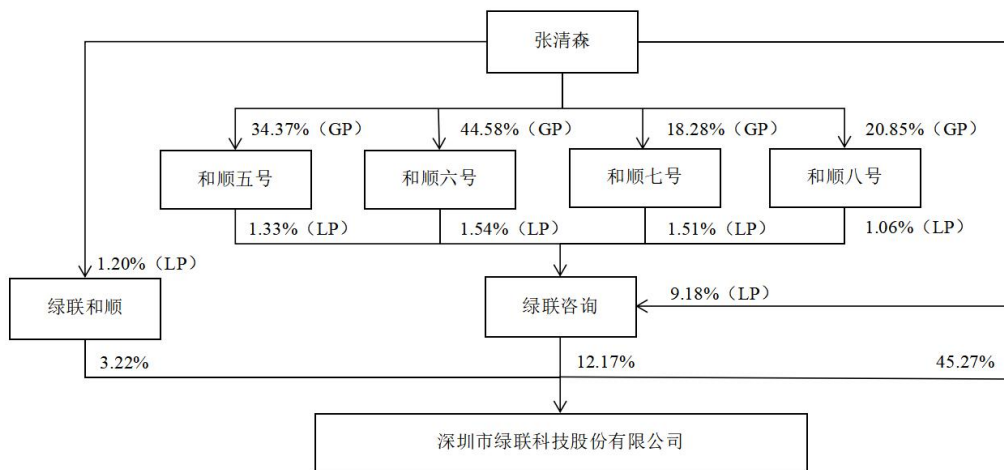 张清森
34.37%（GP）
44.58%（GP）
18.28%（GP）
20.85%（GP）
和顺五号
和顺六号
和顺七号
和顺八号
1.33%（LP）
1.54%（LP）
1.51%（LP）
1.06%（LP）
1.20%（LP）
绿联和顺
绿联咨询
9.18%（LP）
3.22%
12.17%
45.27%
深圳市绿联科技股份有限公司